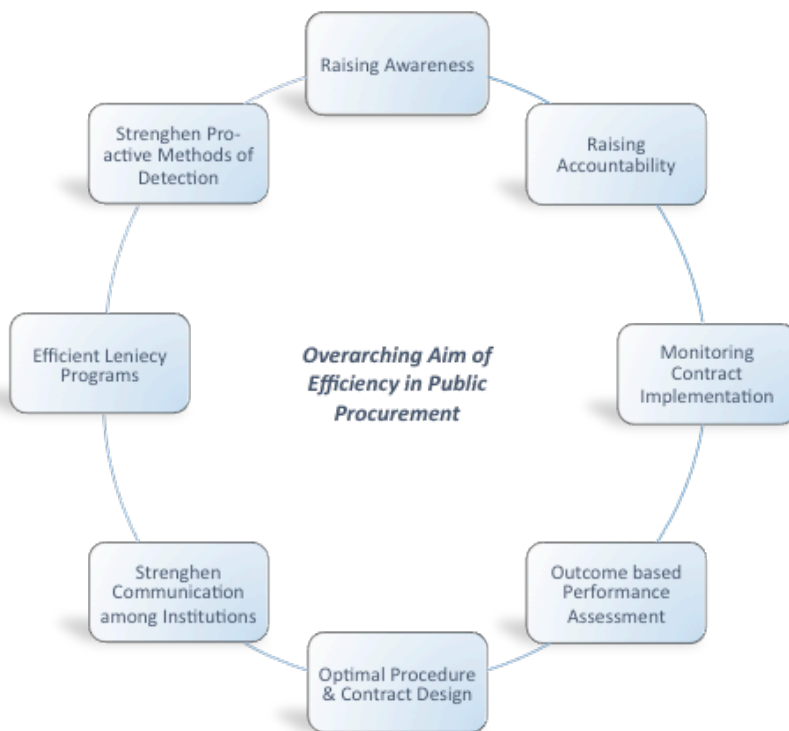 Raising Awareness
Raising
Accountability
Monitoring
Contract
Implementation
Outcome based
Performance
Assessment
Optimal Procedure
& Contract Design
Strenghen
Communication
among Institutions
Efficient Leniecy
Programs
Strenghen Pro-
active Methods of
Detection
Overarching Aim of
Efficiency in Public
Procurement